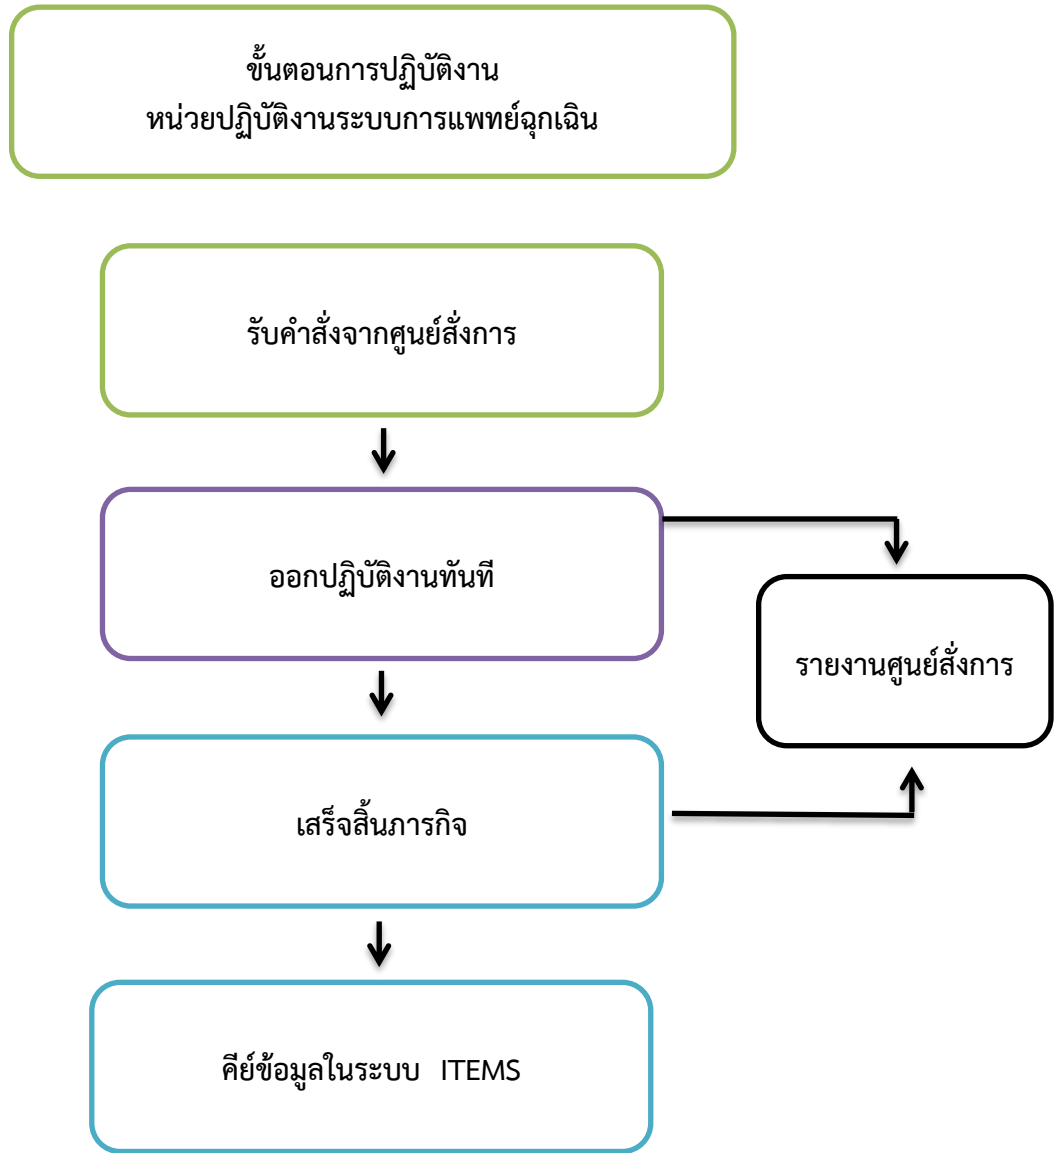 ขั้นตอนการปฏิบัติงาน
หน่วยปฏิบัติงานระบบการแพทย์ฉุกเฉิน
รับคำสั่งจากศูนย์สั่งการ
ออกปฏิบัติงานทันที
รายงานศูนย์สั่งการ
เสร็จสิ้นภารกิจ
คีย์ข้อมูลในระบบ ITEMS